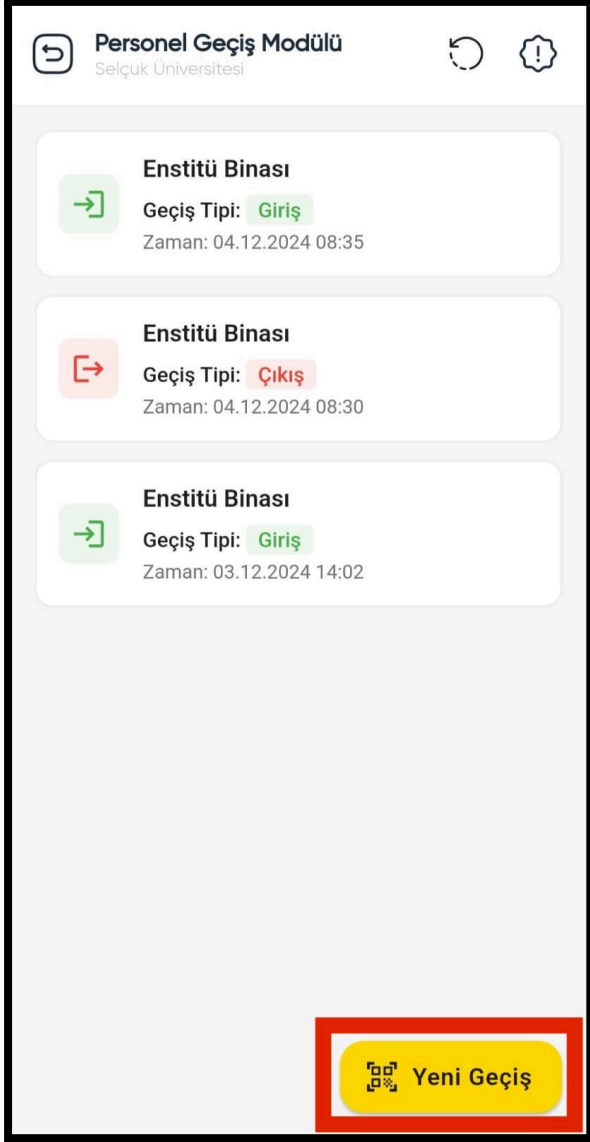 Personel Geçiş Modülü
Selçuk Üniversitesi
Enstitü Binası
Geçiş Tipi: Giriş
Zaman: 04.12.2024 08:35
Enstitü Binası
Geçiş Tipi: Çıkış
Zaman: 04.12.2024 08:30
Enstitü Binası
Geçiş Tipi: Giriş
Zaman: 03.12.2024 14:02
Yeni Geçiş